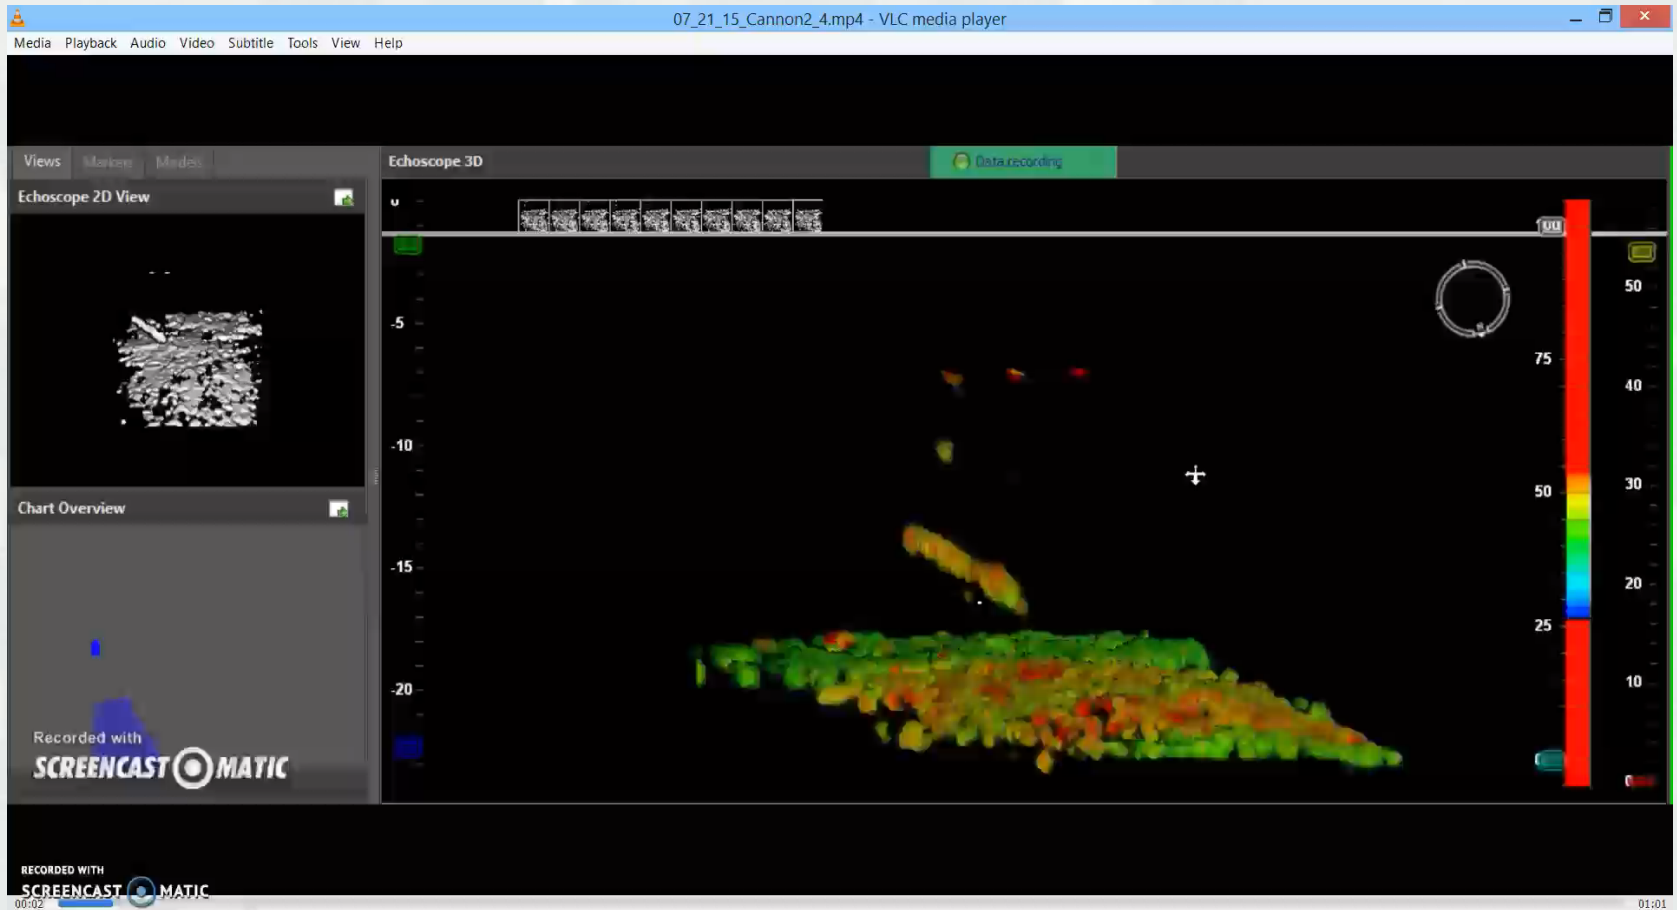 07_21_15_Cannon2_4.mp4 - VLC media player
Media Playback Audio Video Subtitle Tools View Help
Views Markers Models
Echoscope 3D
Data recording
Echoscope 2D View
Chart Overview
-5
-10
-15
-20
75
50
25
50
40
30
20
10
Recorded with
SCREENCAST MATIC
RECORDED WITH
SCREENCAST MATIC
00:02
01:01